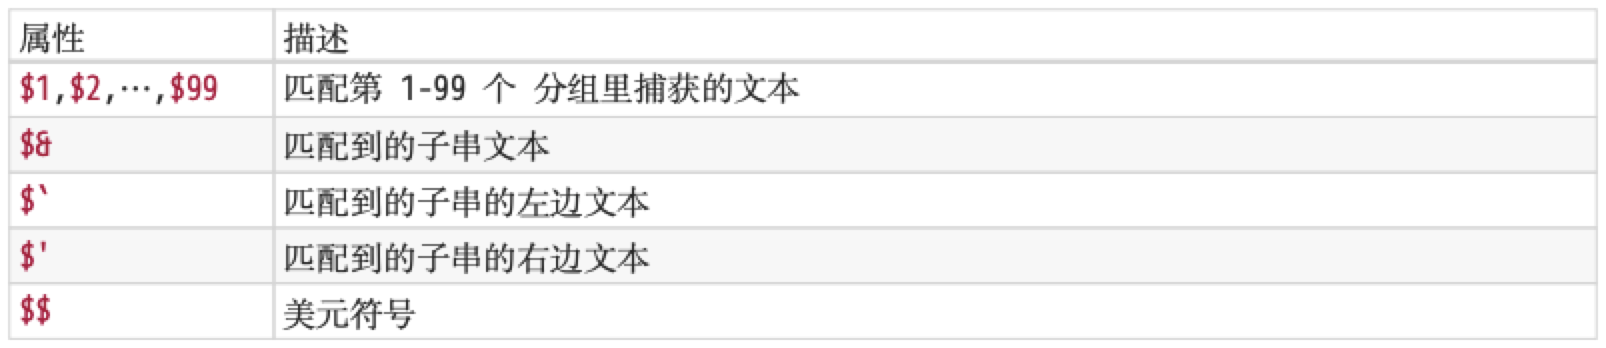 属性 描述
$1,$2,…,$99 匹配第 1-99 个 分组里捕获的文本
$& 匹配到的子串文本
$` 匹配到的子串的左边文本
$' 匹配到的子串的右边文本
$$ 美元符号